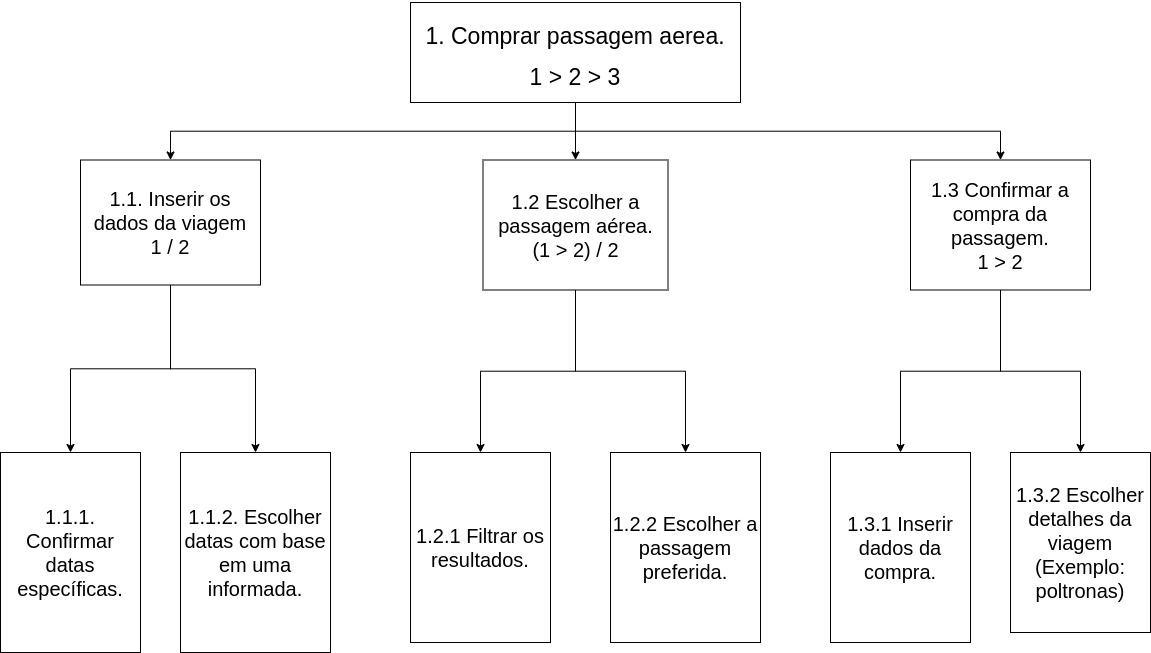 1. Comprar passagem aerea.
1 > 2 > 3
1.1. Inserir os
dados da viagem
1 / 2
1.2 Escolher a
passagem aérea.
(1 > 2) / 2
1.3 Confirmar a
compra da
passagem.
1 > 2
1.1.1.
Confirmar
datas
específicas.
1.1.2. Escolher
datas com base
em uma
informada.
1.2.1 Filtrar os
resultados.
1.2.2 Escolher a
passagem
preferida.
1.3.1 Inserir
dados da
compra.
1.3.2 Escolher
detalhes da
viagem
(Exemplo:
poltronas)